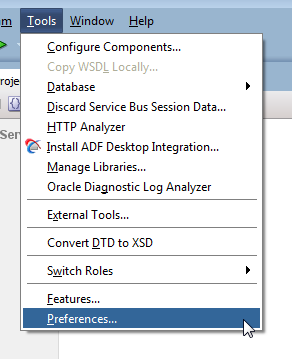 m Tools Window Help
roje
Ser
Configure Components...
Copy WSDL Locally...
Database
Discard Service Bus Session Data...
HTTP Analyzer
Install ADF Desktop Integration...
Manage Libraries...
Oracle Diagnostic Log Analyzer
External Tools...
Convert DTD to XSD
Switch Roles
Features...
Preferences...